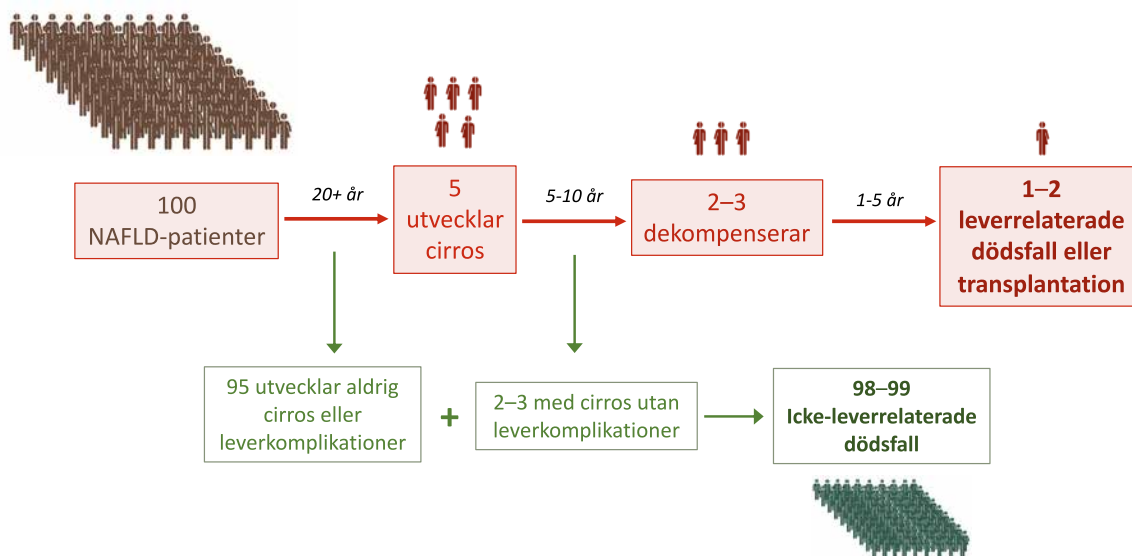 100
NAFLD-patienter
20+ år
5
utvecklar
cirros
5-10 år
2–3
dekompenserar
1-5 år
1–2
leverrelaterade
dödsfall eller
transplantation
95 utvecklar aldrig
cirros eller
leverkomplikationer
+
2–3 med cirros utan
leverkomplikationer
98–99
Icke-leverrelaterade
dödsfall